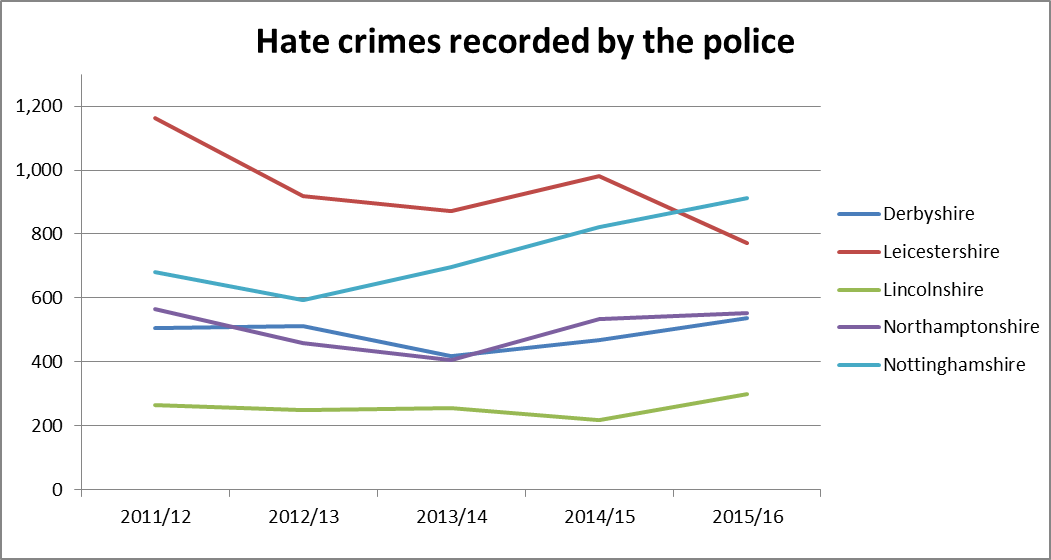 Hate crimes recorded by the police
1,200
1,000
800
600
400
200
0
2011/12 2012/13 2013/14 2014/15 2015/16
Derbyshire
Leicestershire
Lincolnshire
Northamptonshire
Nottinghamshire